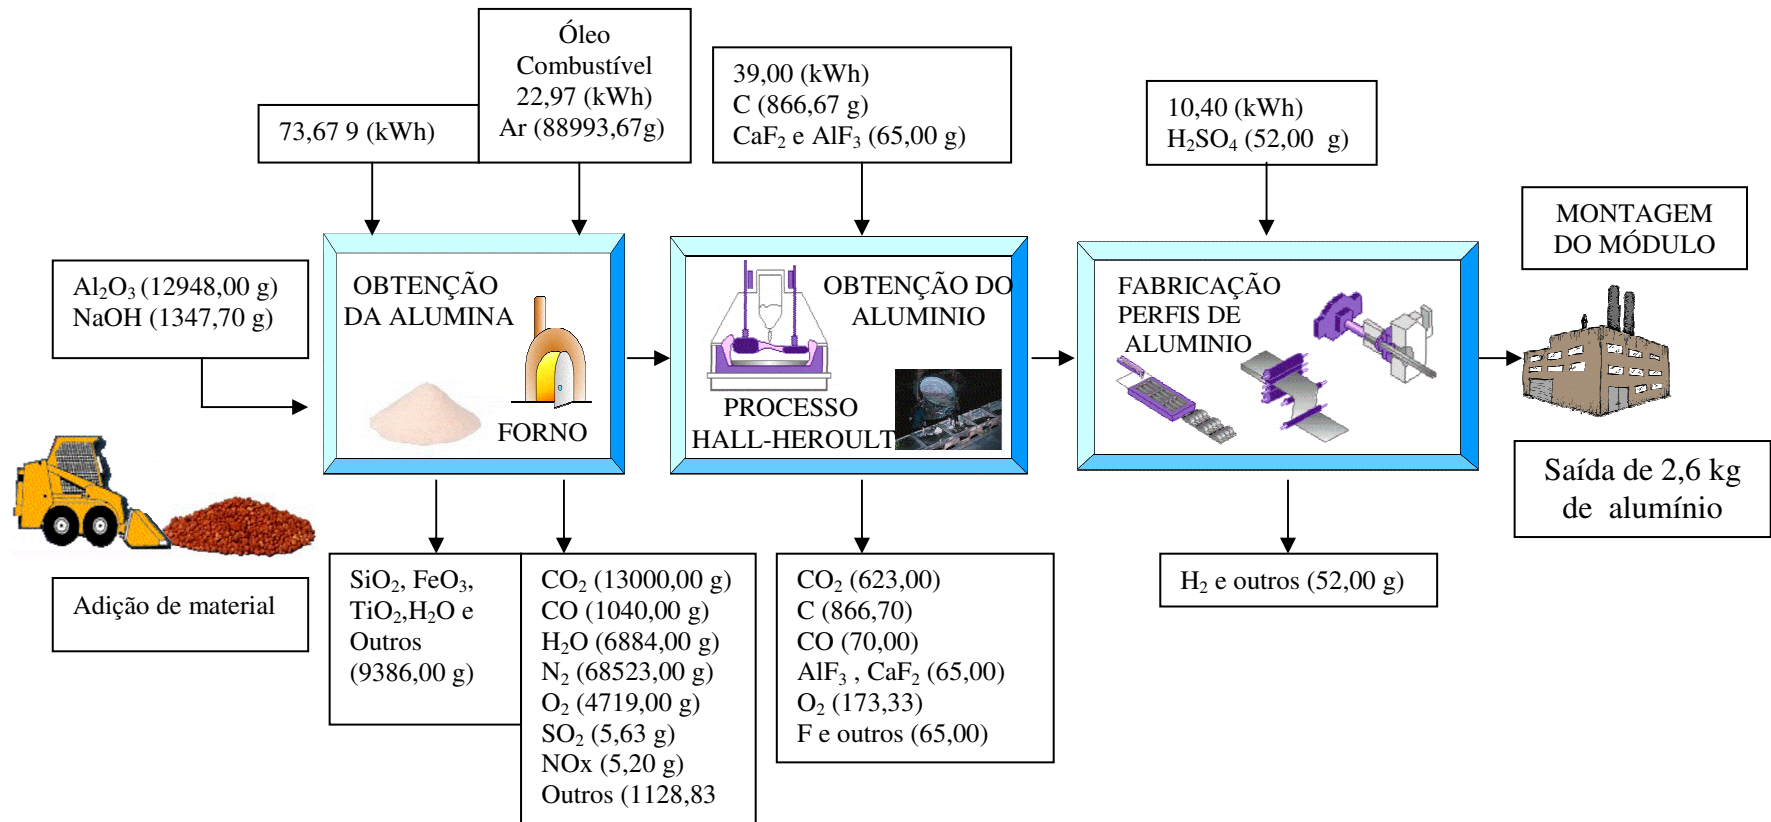 Óleo
Combustível
22,97 (kWh)
Ar (88993,67g)
73,67 9 (kWh)
39,00 (kWh)
C (866,67 g)
CaF₂ e AlF₃ (65,00 g)
10,40 (kWh)
H₂SO₄ (52,00 g)
MONTAGEM
DO MÓDULO
Al₂O₃ (12948,00 g)
NaOH (1347,70 g)
OBTENÇÃO
DA ALUMINA
FORNO
OBTENÇÃO DO
ALUMINIO
PROCESSO
HALL-HEROULT
FABRICAÇÃO
PERFIS DE
ALUMINIO
Saída de 2,6 kg
de alumínio
Adição de material
SiO₂, FeO₃,
TiO₂,H₂O e
Outros
(9386,00 g)
CO₂ (13000,00 g)
CO (1040,00 g)
H₂O (6884,00 g)
N₂ (68523,00 g)
O₂ (4719,00 g)
SO₂ (5,63 g)
NOx (5,20 g)
Outros (1128,83
CO₂ (623,00)
C (866,70)
CO (70,00)
AlF₃ , CaF₂ (65,00)
O₂ (173,33)
F e outros (65,00)
H₂ e outros (52,00 g)